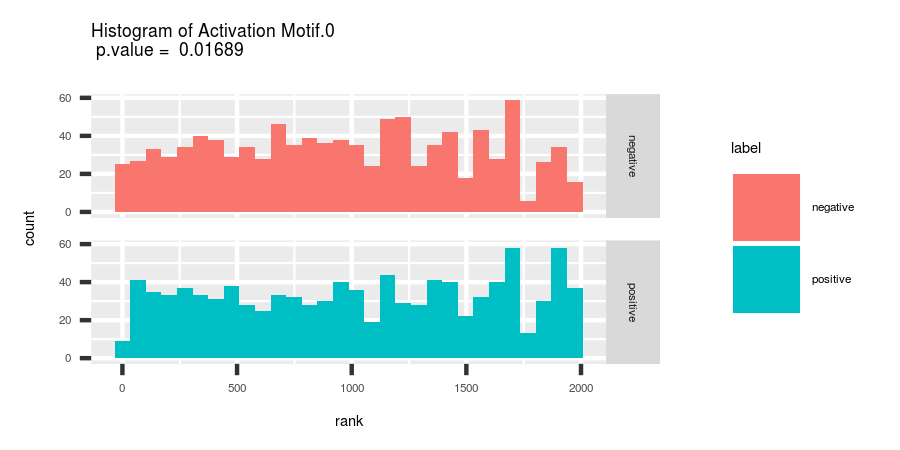 Histogram of Activation Motif.0
p.value = 0.01689
count
60
40
20
0
negative
60
40
20
0
positive
0 500 1000 1500 2000
rank
label
negative
positive